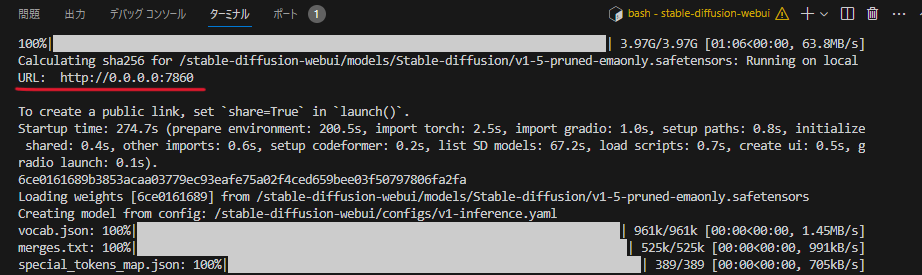 問題 出力 デバッグ コンソール ターミナル ポート 1 bash - stable-diffusion-webui
100%| | 3.97G/3.97G [01:06<00:00, 63.8MB/s]
Calculating sha256 for /stable-diffusion-webui/models/Stable-diffusion/v1-5-pruned-emaonly.safetensors: Running on local
URL:  http://0.0.0.0:7860
To create a public link, set `share=True` in `launch()`.
Startup time: 274.7s (prepare environment: 200.5s, import torch: 2.5s, import gradio: 1.0s, setup paths: 0.8s, initialize
shared: 0.4s, other imports: 0.6s, setup codeformer: 0.2s, list SD models: 67.2s, load scripts: 0.7s, create ui: 0.5s, g
radio launch: 0.1s).
6ce0161689b3853acaa03779ec93eafe75a02f4ced659bee03f50797806fa2fa
Loading weights [6ce0161689] from /stable-diffusion-webui/models/Stable-diffusion/v1-5-pruned-emaonly.safetensors
Creating model from config: /stable-diffusion-webui/configs/v1-inference.yaml
vocab.json: 100%| | 961k/961k [00:00<00:00, 1.45MB/s]
merges.txt: 100%| | 525k/525k [00:00<00:00, 991kB/s]
special_tokens_map.json: 100%| | 389/389 [00:00<00:00, 705kB/s]